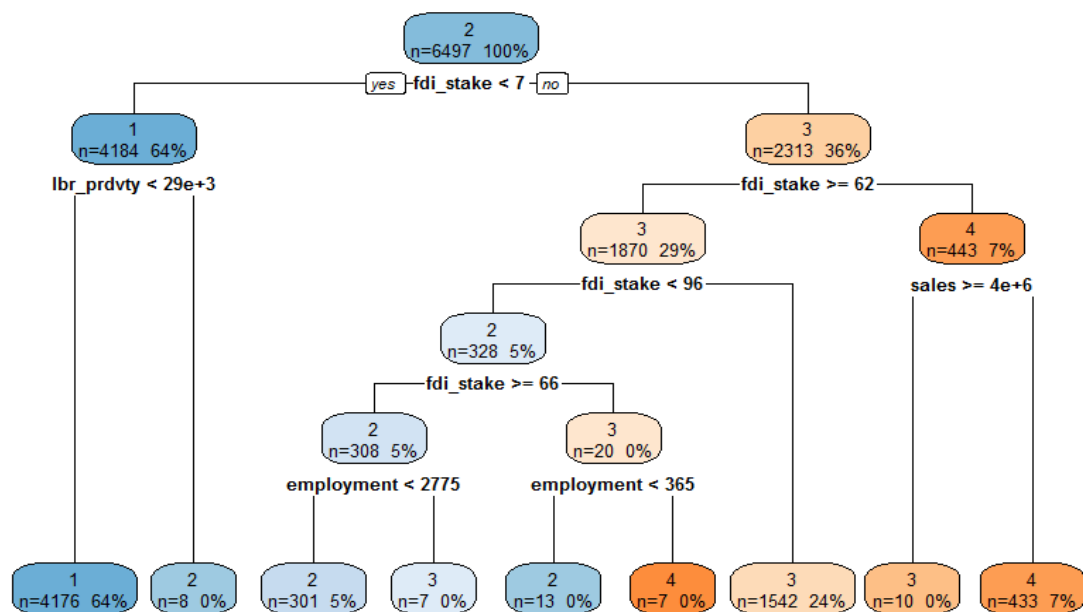 2
n=6497 100%
yes fdi_stake < 7 no
1
n=4184 64%
3
n=2313 36%
lbr_prdvty < 29e+3
fdi_stake >= 62
3
n=1870 29%
4
n=443 7%
fdi_stake < 96
sales >= 4e+6
2
n=328 5%
fdi_stake >= 66
2
n=308 5%
3
n=20 0%
employment < 2775
employment < 365
1
n=4176 64%
2
n=8 0%
2
n=301 5%
3
n=7 0%
2
n=13 0%
4
n=7 0%
3
n=1542 24%
3
n=10 0%
4
n=433 7%